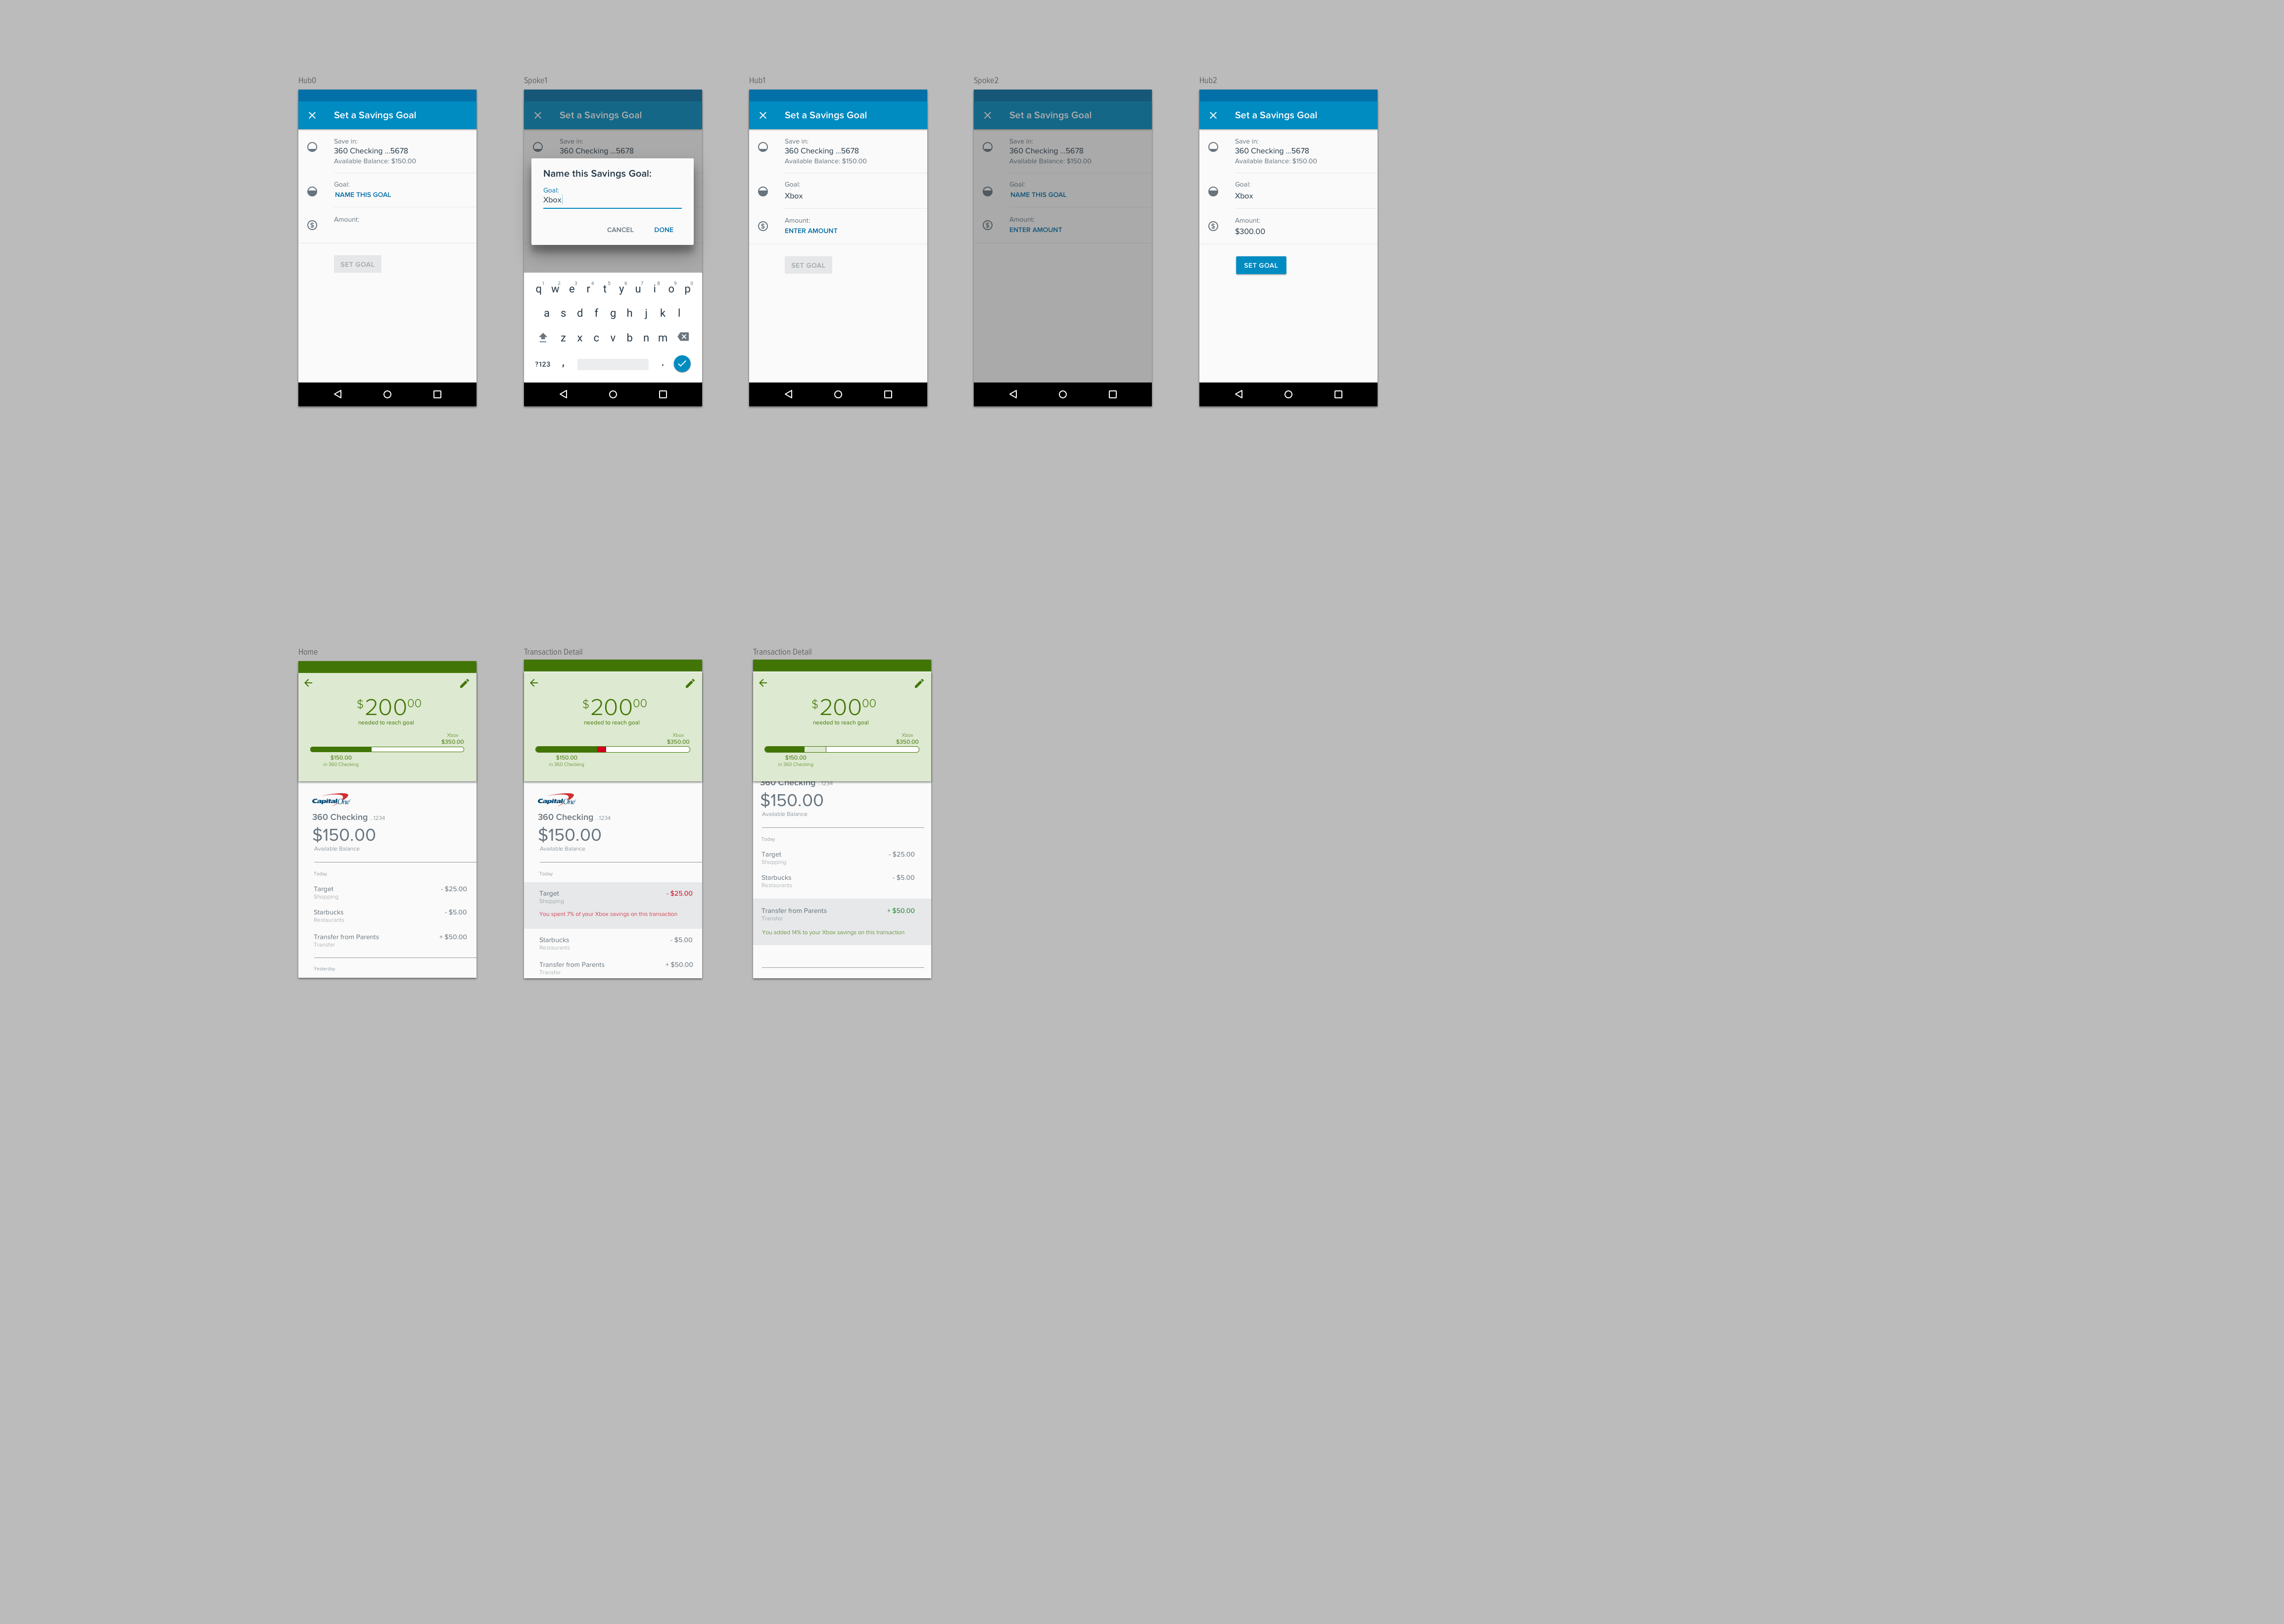 Hub0
Set a Savings Goal
Save in:
360 Checking ...5678
Available Balance: $150.00
Goal:
NAME THIS GOAL
Amount:
SET GOAL
Spoke1
Set a Savings Goal
Save in:
360 Checking ...5678
Name this Savings Goal:
Goal:
Xbox
CANCEL DONE
1 2 3 4 5 6 7 8 9 0
q w e r t y u i o p
a s d f g h j k l
z x c v b n m
?123 , .
Hub1
Set a Savings Goal
Save in:
360 Checking ...5678
Available Balance: $150.00
Goal:
Xbox
Amount:
ENTER AMOUNT
SET GOAL
Spoke2
Set a Savings Goal
Save in:
360 Checking ...5678
Available Balance: $150.00
Goal:
NAME THIS GOAL
Amount:
ENTER AMOUNT
Hub2
Set a Savings Goal
Save in:
360 Checking ...5678
Available Balance: $150.00
Goal:
Xbox
Amount:
$300.00
SET GOAL
Home
$200 00
needed to reach goal
Xbox
$350.00
$150.00
in 360 Checking
Capital One
360 Checking ...1234
$150.00
Available Balance
Today
Target - $25.00
Shopping
Starbucks - $5.00
Restaurants
Transfer from Parents + $50.00
Transfer
Yesterday
Transaction Detail
$200 00
needed to reach goal
Xbox
$350.00
$150.00
in 360 Checking
Capital One
360 Checking ...1234
$150.00
Available Balance
Today
Target - $25.00
Shopping
You spent 7% of your Xbox savings on this transaction
Starbucks - $5.00
Restaurants
Transfer from Parents + $50.00
Transfer
Transaction Detail
$200 00
needed to reach goal
Xbox
$350.00
$150.00
in 360 Checking
360 Checking ...1234
$150.00
Available Balance
Today
Target - $25.00
Shopping
Starbucks - $5.00
Restaurants
Transfer from Parents + $50.00
Transfer
You added 14% to your Xbox savings on this transaction